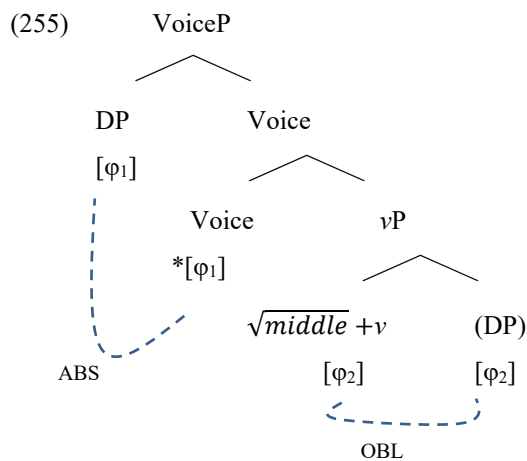 (255) VoiceP
DP Voice
[φ₁]
Voice vP
*[φ₁]
√middle +v (DP)
ABS
[φ₂] [φ₂]
OBL